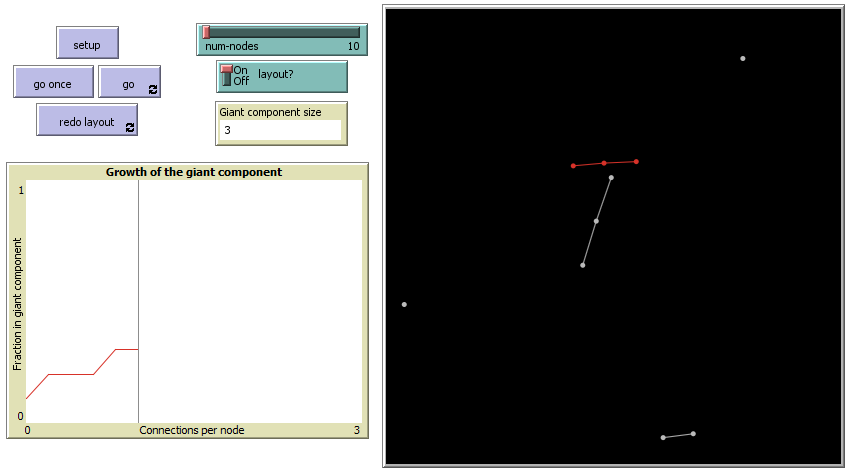 setup
num-nodes 10
go once
go
On
Off
layout?
redo layout
Giant component size
3
Growth of the giant component
1
Fraction in giant component
0
0
Connections per node
3